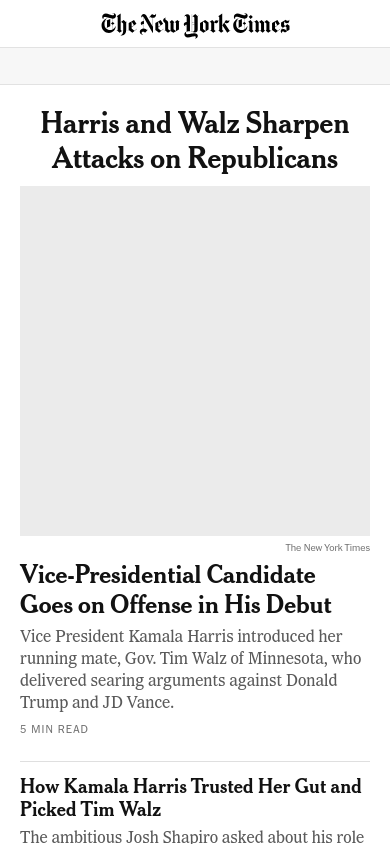 The New York Times
Harris and Walz Sharpen
Attacks on Republicans
The New York Times
Vice-Presidential Candidate
Goes on Offense in His Debut
Vice President Kamala Harris introduced her
running mate, Gov. Tim Walz of Minnesota, who
delivered searing arguments against Donald
Trump and JD Vance.
5 MIN READ
How Kamala Harris Trusted Her Gut and
Picked Tim Walz
The ambitious Josh Shapiro asked about his role